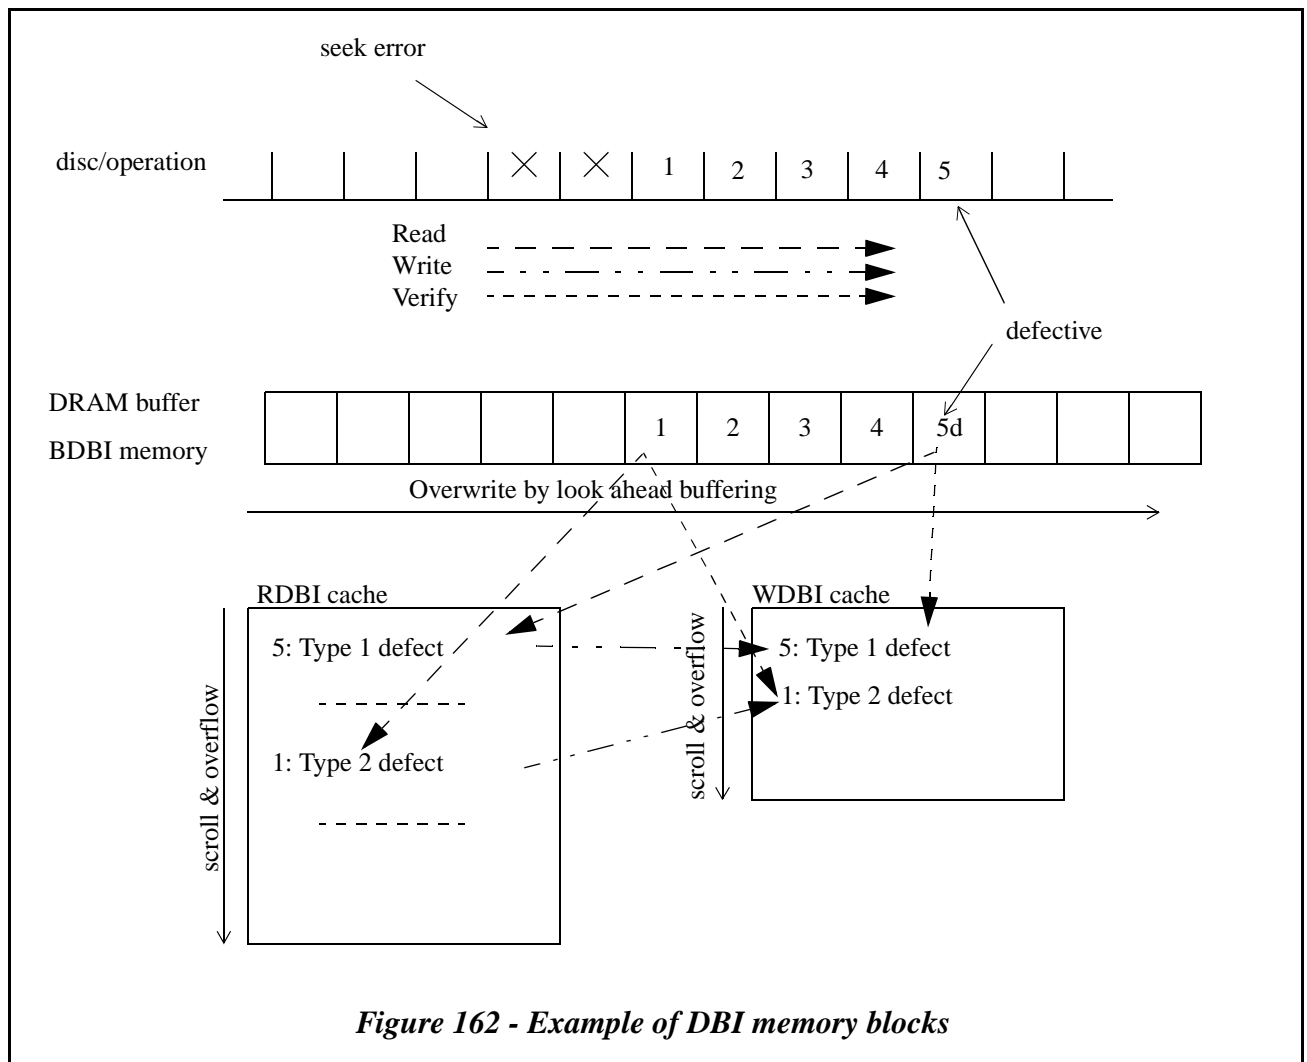 seek error
disc/operation 1 2 3 4 5
Read
Write
Verify
defective
DRAM buffer
BDBI memory
1 2 3 4 5d
Overwrite by look ahead buffering
RDBI cache
5: Type 1 defect
1: Type 2 defect
scroll & overflow
WDBI cache
5: Type 1 defect
1: Type 2 defect
scroll & overflow
Figure 162 - Example of DBI memory blocks